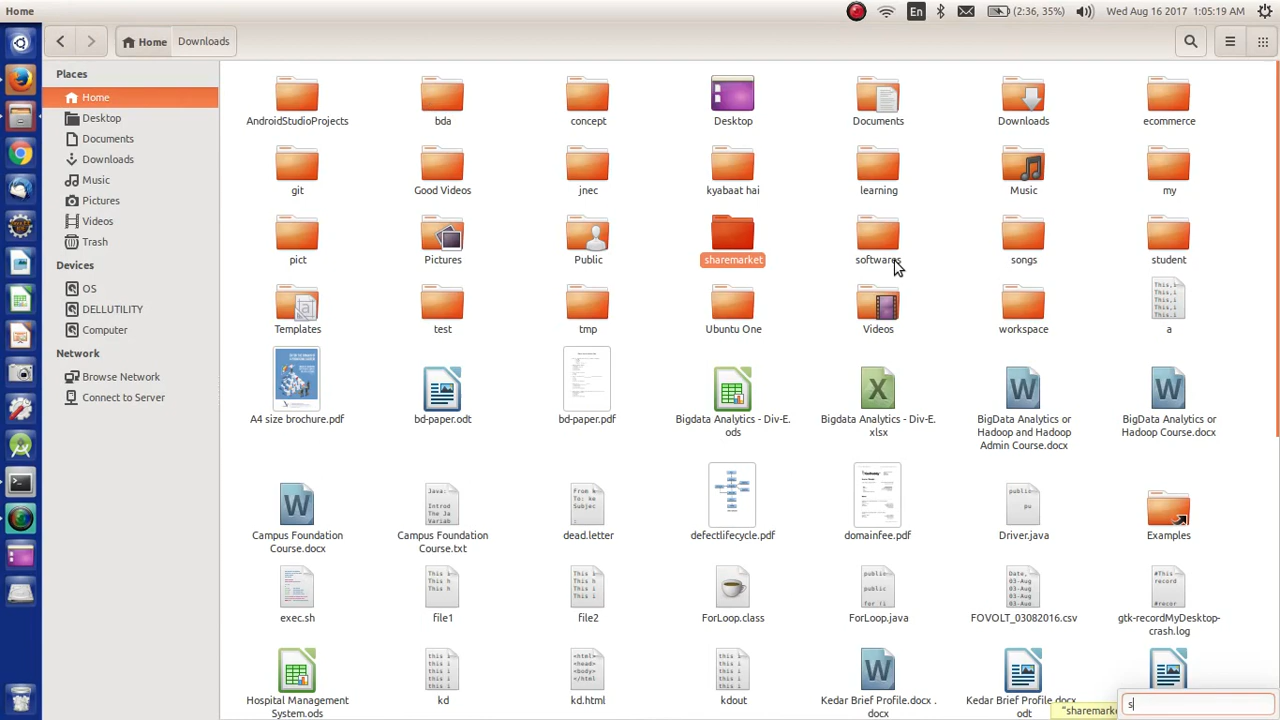 Home
En
(2:36, 35%)
Wed Aug 16 2017 1:05:19 AM
Home
Downloads
Places
Home
Desktop
Documents
Downloads
Music
Pictures
Videos
Trash
Devices
OS
DELLUTILITY
Computer
Network
Browse Network
Connect to Server
AndroidStudioProjects
bda
concept
Desktop
Documents
Downloads
ecommerce
git
Good Videos
jnec
kyabaat hai
learning
Music
my
pict
Pictures
Public
sharemarket
softwares
songs
student
Templates
test
tmp
Ubuntu One
Videos
workspace
a
A4 size brochure.pdf
bd-paper.odt
bd-paper.pdf
Bigdata Analytics - Div-E.
ods
Bigdata Analytics - Div-E.
xlsx
BigData Analytics or
Hadoop and Hadoop
Admin Course.docx
BigData Analytics or
Hadoop Course.docx
Campus Foundation
Course.docx
Campus Foundation
Course.txt
dead.letter
defectlifecycle.pdf
domainfee.pdf
Driver.java
Examples
exec.sh
file1
file2
ForLoop.class
ForLoop.java
FOVOLT_03082016.csv
gtk-recordMyDesktop-
crash.log
Hospital Management
System.ods
kd
kd.html
kdout
Kedar Brief Profile.docx .
docx
Kedar Brief Profile.docx
odt
"sharemarke
s